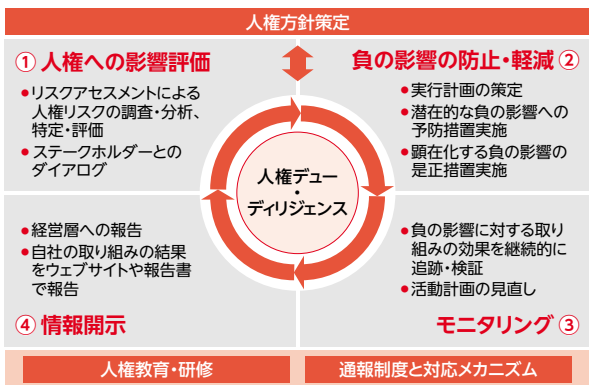 人権方針策定
① 人権への影響評価
●リスクアセスメントによる
人権リスクの調査・分析、
特定・評価
●ステークホルダーとの
ダイアログ
負の影響の防止・軽減 ②
●実行計画の策定
●潜在的な負の影響への
予防措置実施
●顕在化する負の影響の
是正措置実施
人権デュー
・
ディリジェンス
●経営層への報告
●自社の取り組みの結果
をウェブサイトや報告書
で報告
④ 情報開示
●負の影響に対する取り
組みの効果を継続的に
追跡・検証
●活動計画の見直し
モニタリング ③
人権教育・研修
通報制度と対応メカニズム